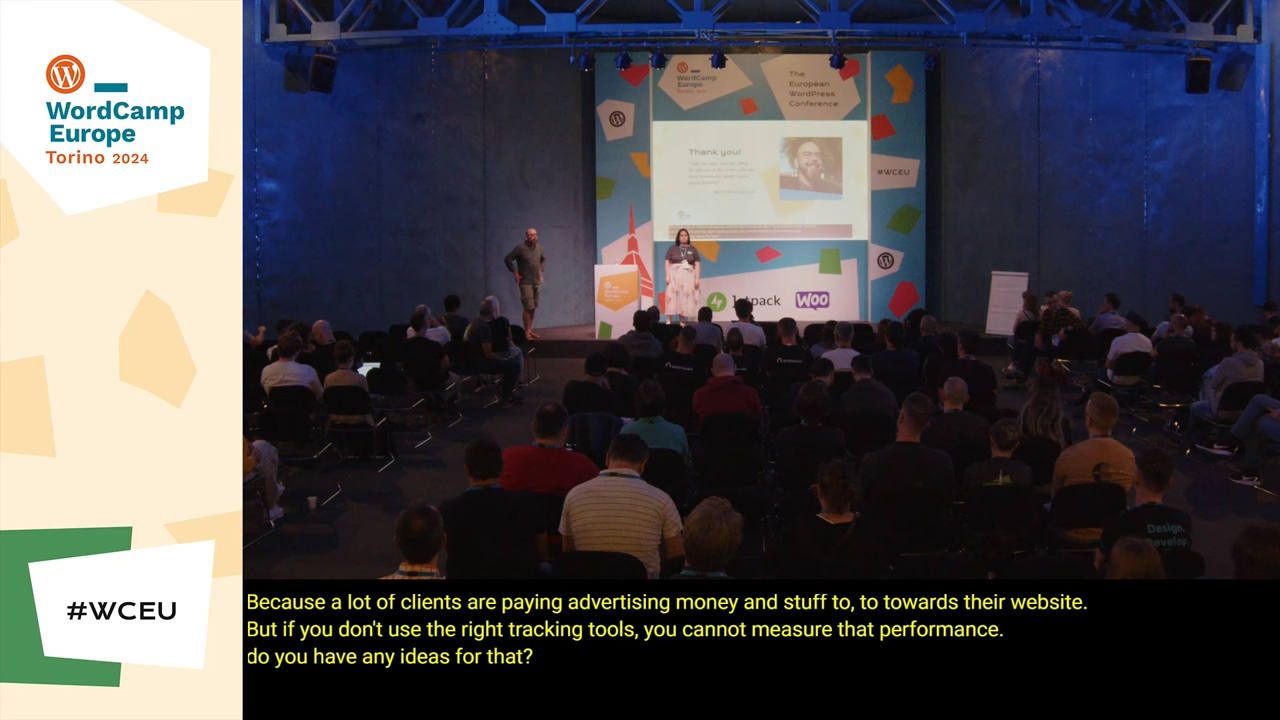 WordCamp
Europe
Torino 2024
#WCEU
WordCamp
Europe
The
European
WordPress
Conference
Thank you!
#WCEU
Jetpack
WOO
Design.
Develop.
Because a lot of clients are paying advertising money and stuff to, to towards their website.
But if you don't use the right tracking tools, you cannot measure that performance.
do you have any ideas for that?